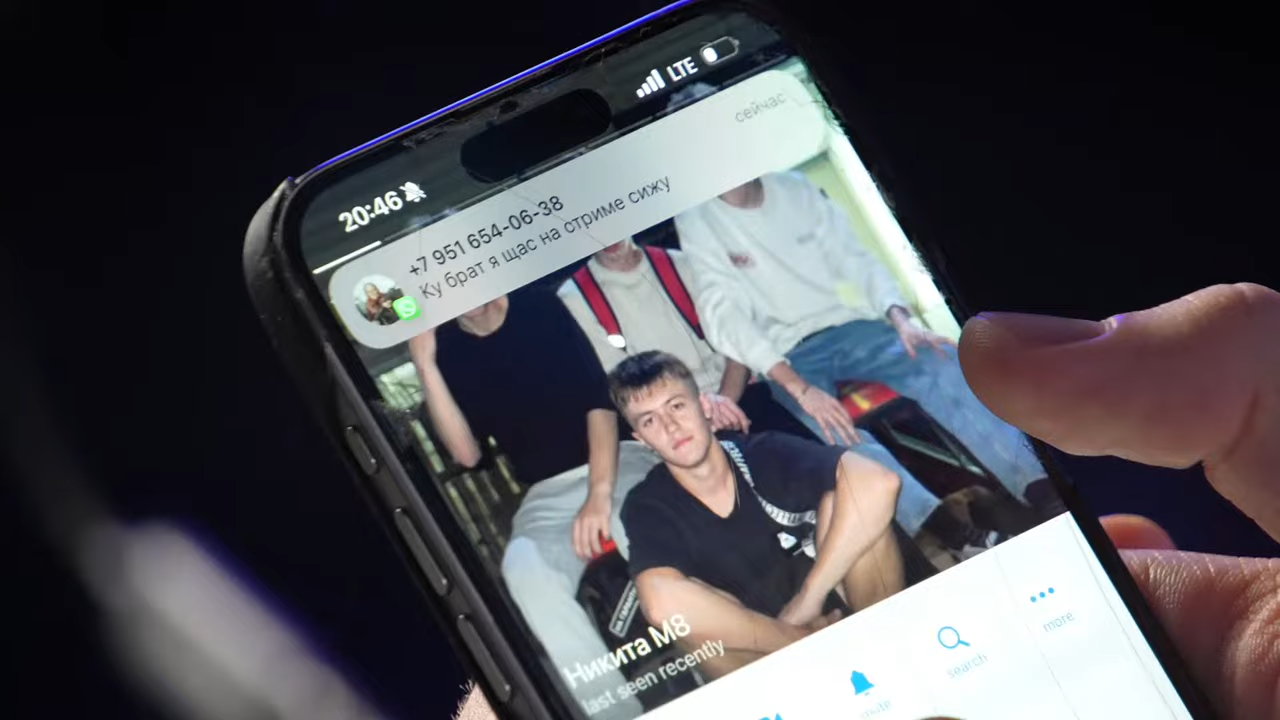 20:46
LTE
сейчас
+7 951 654-06-38
Ку брат я щас на стриме сижу
Никита М8
last seen recently
mute
search
more